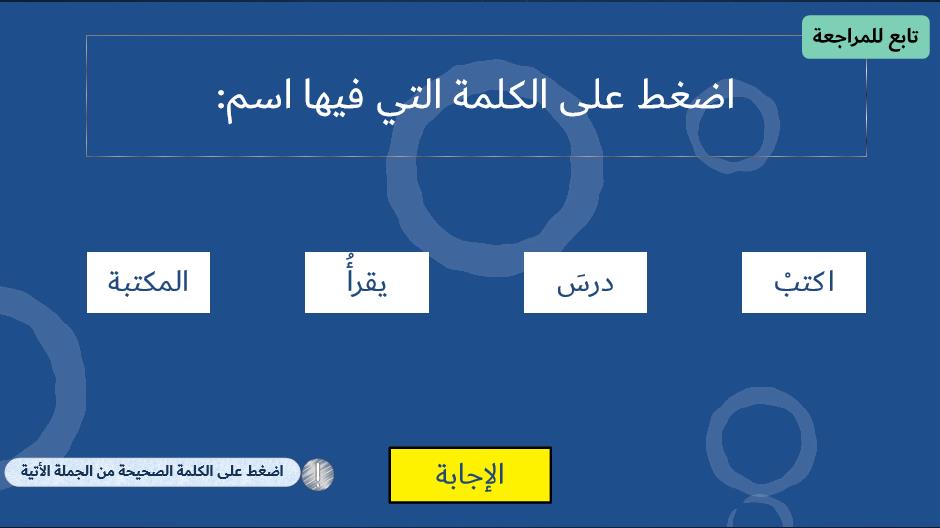 تابع للمراجعة
اضغط على الكلمة التي فيها اسم:
اكتبْ
درسَ
يقرأُ
المكتبة
الإجابة
اضغط على الكلمة الصحيحة من الجملة الأتية